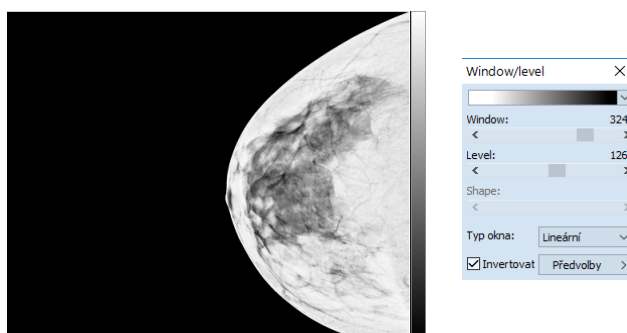 Window/level
Window:
324
Level:
126
Shape:
Typ okna:
Lineární
Invertovat
Předvolby